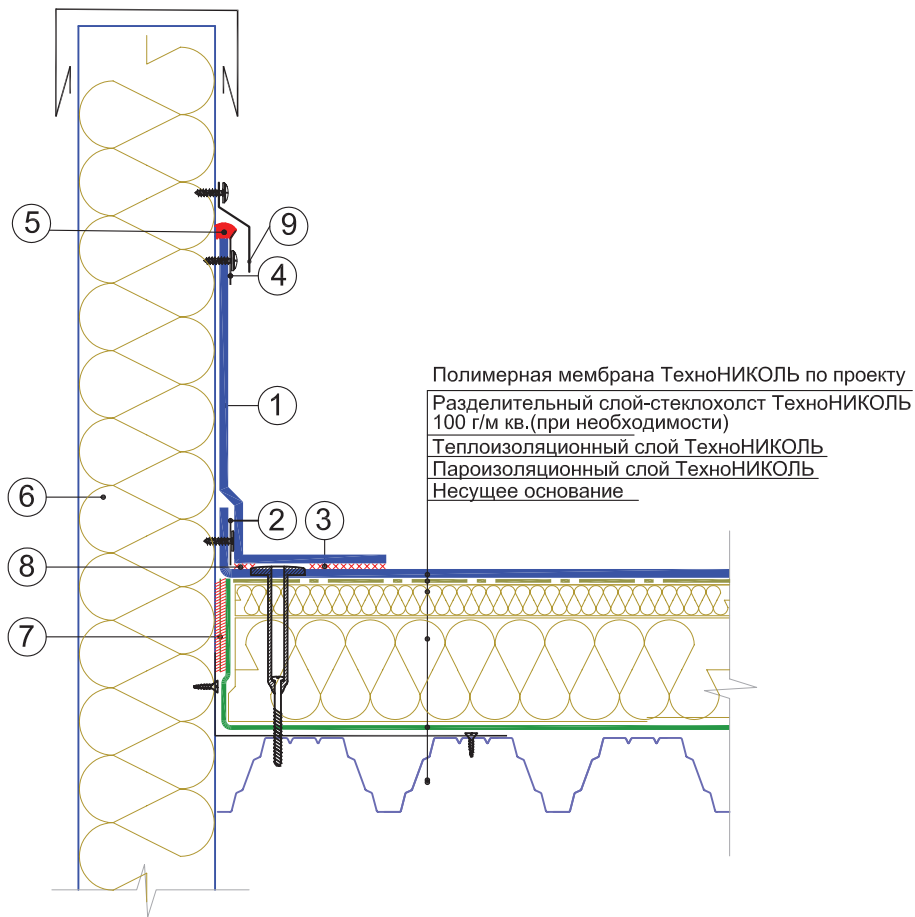 5
9
4
Полимерная мембрана ТехноНИКОЛЬ по проекту
Разделительный слой-стеклохолст ТехноНИКОЛЬ
100 г/м кв.(при необходимости)
Теплоизоляционный слой ТехноНИКОЛЬ
Пароизоляционный слой ТехноНИКОЛЬ
Несущее основание
1
6
2
3
8
7